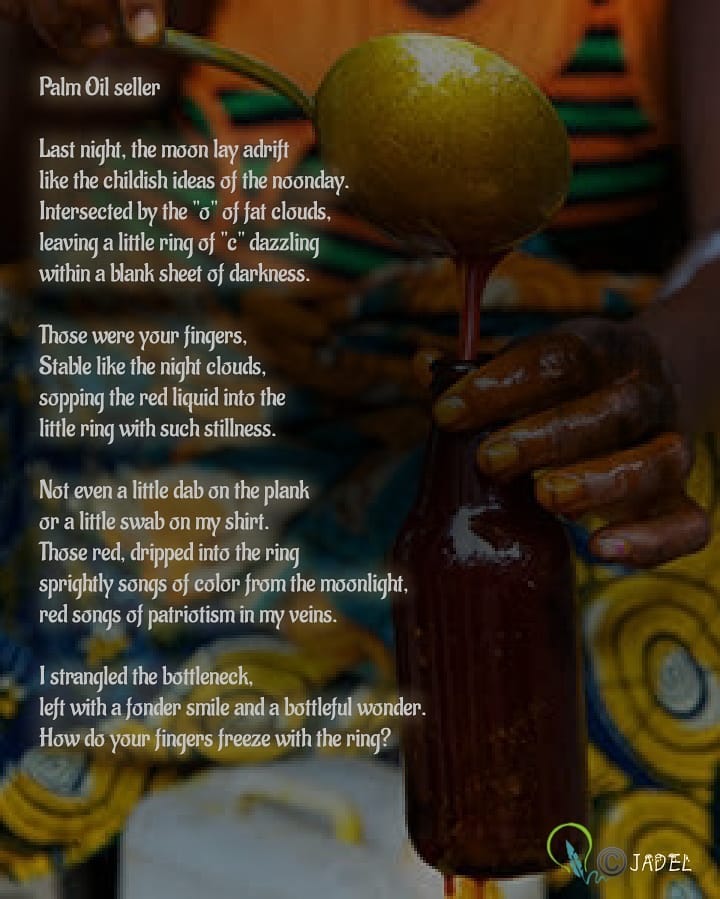 Palm Oil seller
Last night, the moon lay adrift
like the childish ideas of the noonday.
Intersected by the "o" of fat clouds,
leaving a little ring of "c" dazzling
within a blank sheet of darkness.
Those were your fingers,
Stable like the night clouds,
sopping the red liquid into the
little ring with such stillness.
Not even a little dab on the plank
or a little swab on my shirt.
Those red, dripped into the ring
sprightly songs of color from the moonlight,
red songs of patriotism in my veins.
I strangled the bottleneck,
left with a fonder smile and a bottleful wonder.
How do your fingers freeze with the ring?
© JADEL